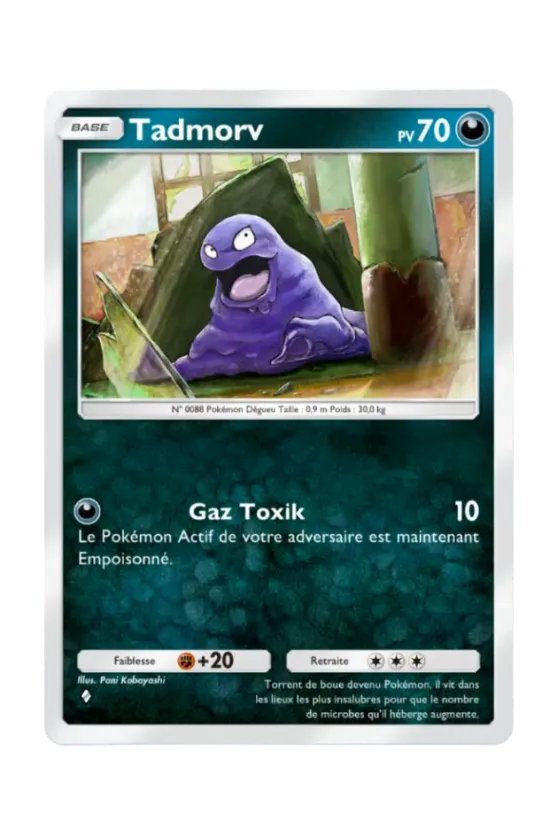 BASE Tadmorv PV 70
N° 0088 Pokémon Dégueu Taille : 0,9 m Poids : 30,0 kg
Gaz Toxik 10
Le Pokémon Actif de votre adversaire est maintenant
Empoisonné.
Faiblesse +20 Retraite
Illus. Pani Kobayashi
Torrent de boue devenu Pokémon, il vit dans
les lieux les plus insalubres pour que le nombre
de microbes qu'il héberge augmente.